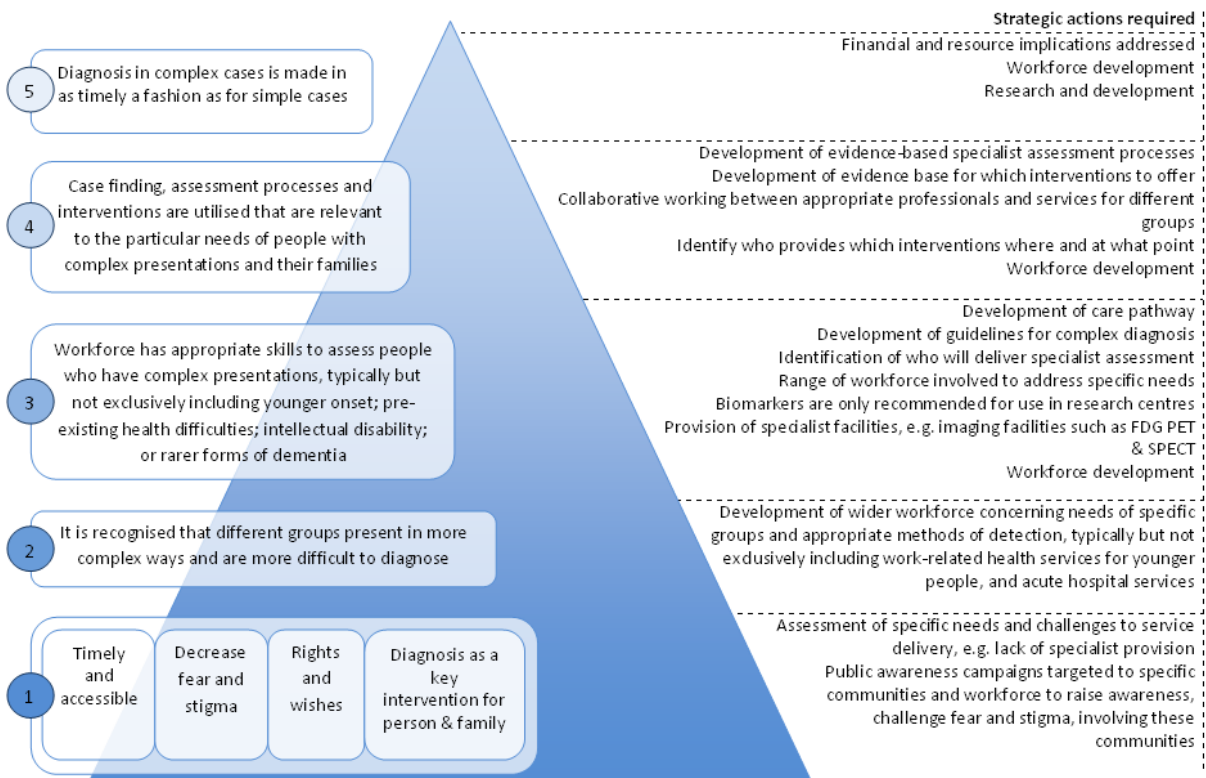 Strategic actions required
Financial and resource implications addressed
Workforce development
Research and development
5
Diagnosis in complex cases is made in
as timely a fashion as for simple cases
Development of evidence-based specialist assessment processes
Development of evidence base for which interventions to offer
Collaborative working between appropriate professionals and services for different
groups
Identify who provides which interventions where and at what point
Workforce development
4
Case finding, assessment processes and
interventions are utilised that are relevant
to the particular needs of people with
complex presentations and their families
Development of care pathway
Development of guidelines for complex diagnosis
Identification of who will deliver specialist assessment
Range of workforce involved to address specific needs
Biomarkers are only recommended for use in research centres
Provision of specialist facilities, e.g. imaging facilities such as FDG PET
& SPECT
Workforce development
3
Workforce has appropriate skills to assess people
who have complex presentations, typically but
not exclusively including younger onset; pre-
existing health difficulties; intellectual disability;
or rarer forms of dementia
Development of wider workforce concerning needs of specific
groups and appropriate methods of detection, typically but not
exclusively including work-related health services for younger
people, and acute hospital services
2
It is recognised that different groups present in more
complex ways and are more difficult to diagnose
Assessment of specific needs and challenges to service
delivery, e.g. lack of specialist provision
Public awareness campaigns targeted to specific
communities and workforce to raise awareness,
challenge fear and stigma, involving these
communities
1
Timely
and
accessible
Decrease
fear and
stigma
Rights
and
wishes
Diagnosis as a
key
intervention for
person & family